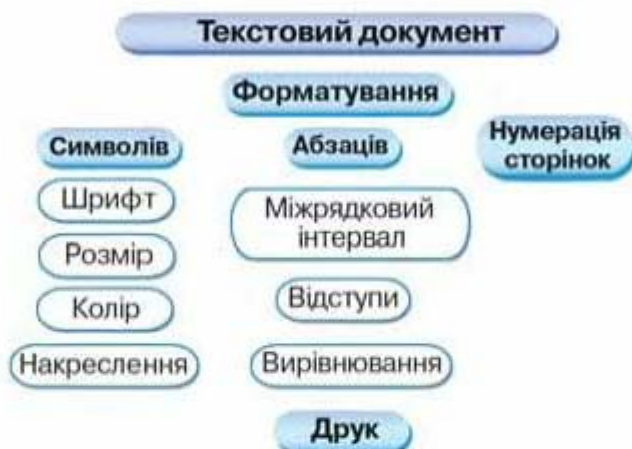 Текстовий документ
Форматування
Символів
Абзаців
Нумерація
сторінок
Шрифт
Міжрядковий
інтервал
Розмір
Відступи
Колір
Накреслення
Вирівнювання
Друк